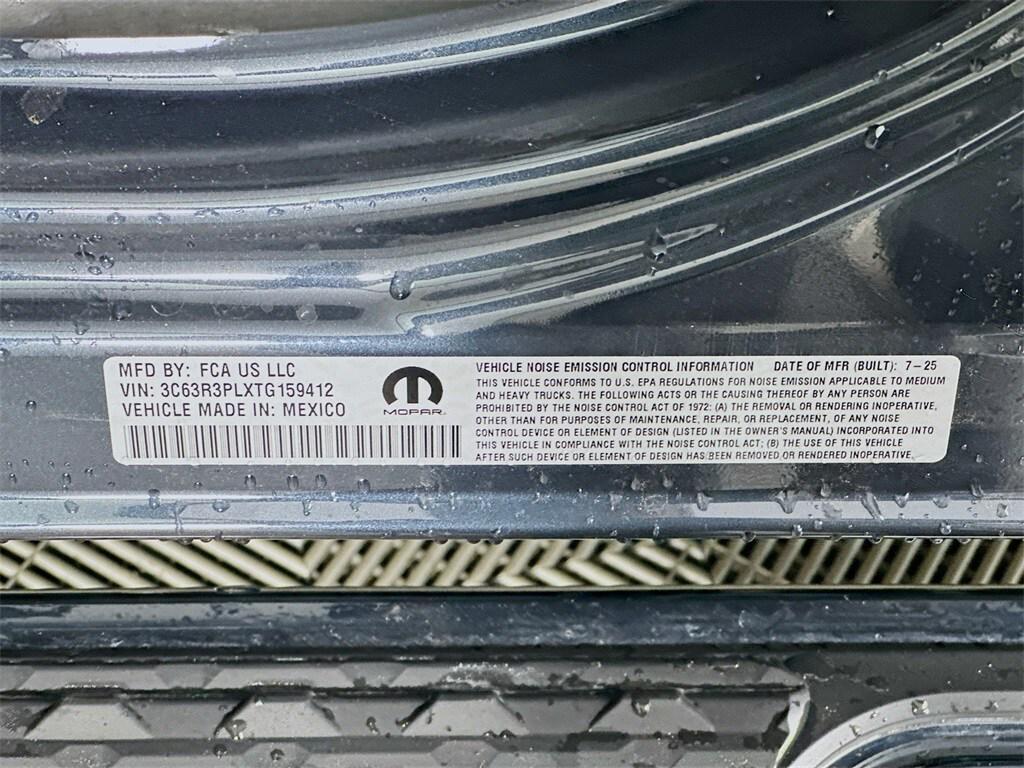 MFD BY: FCA US LLC
VIN: 3C63R3PLXTG159412
VEHICLE MADE IN: MEXICO
MOPAR
VEHICLE NOISE EMISSION CONTROL INFORMATION DATE OF MFR (BUILT): 7-25
THIS VEHICLE CONFORMS TO U.S. EPA REGULATIONS FOR NOISE EMISSION APPLICABLE TO MEDIUM
AND HEAVY TRUCKS. THE FOLLOWING ACTS OR THE CAUSING THEREOF BY ANY PERSON ARE
PROHIBITED BY THE NOISE CONTROL ACT OF 1972: (A) THE REMOVAL OR RENDERING INOPERATIVE,
OTHER THAN FOR PURPOSES OF MAINTENANCE, REPAIR, OR REPLACEMENT, OF ANY NOISE
CONTROL DEVICE OR ELEMENT OF DESIGN (LISTED IN THE OWNER'S MANUAL) INCORPORATED INTO
THIS VEHICLE IN COMPLIANCE WITH THE NOISE CONTROL ACT; (B) THE USE OF THIS VEHICLE
AFTER SUCH DEVICE OR ELEMENT OF DESIGN HAS BEEN REMOVED OR RENDERED INOPERATIVE.